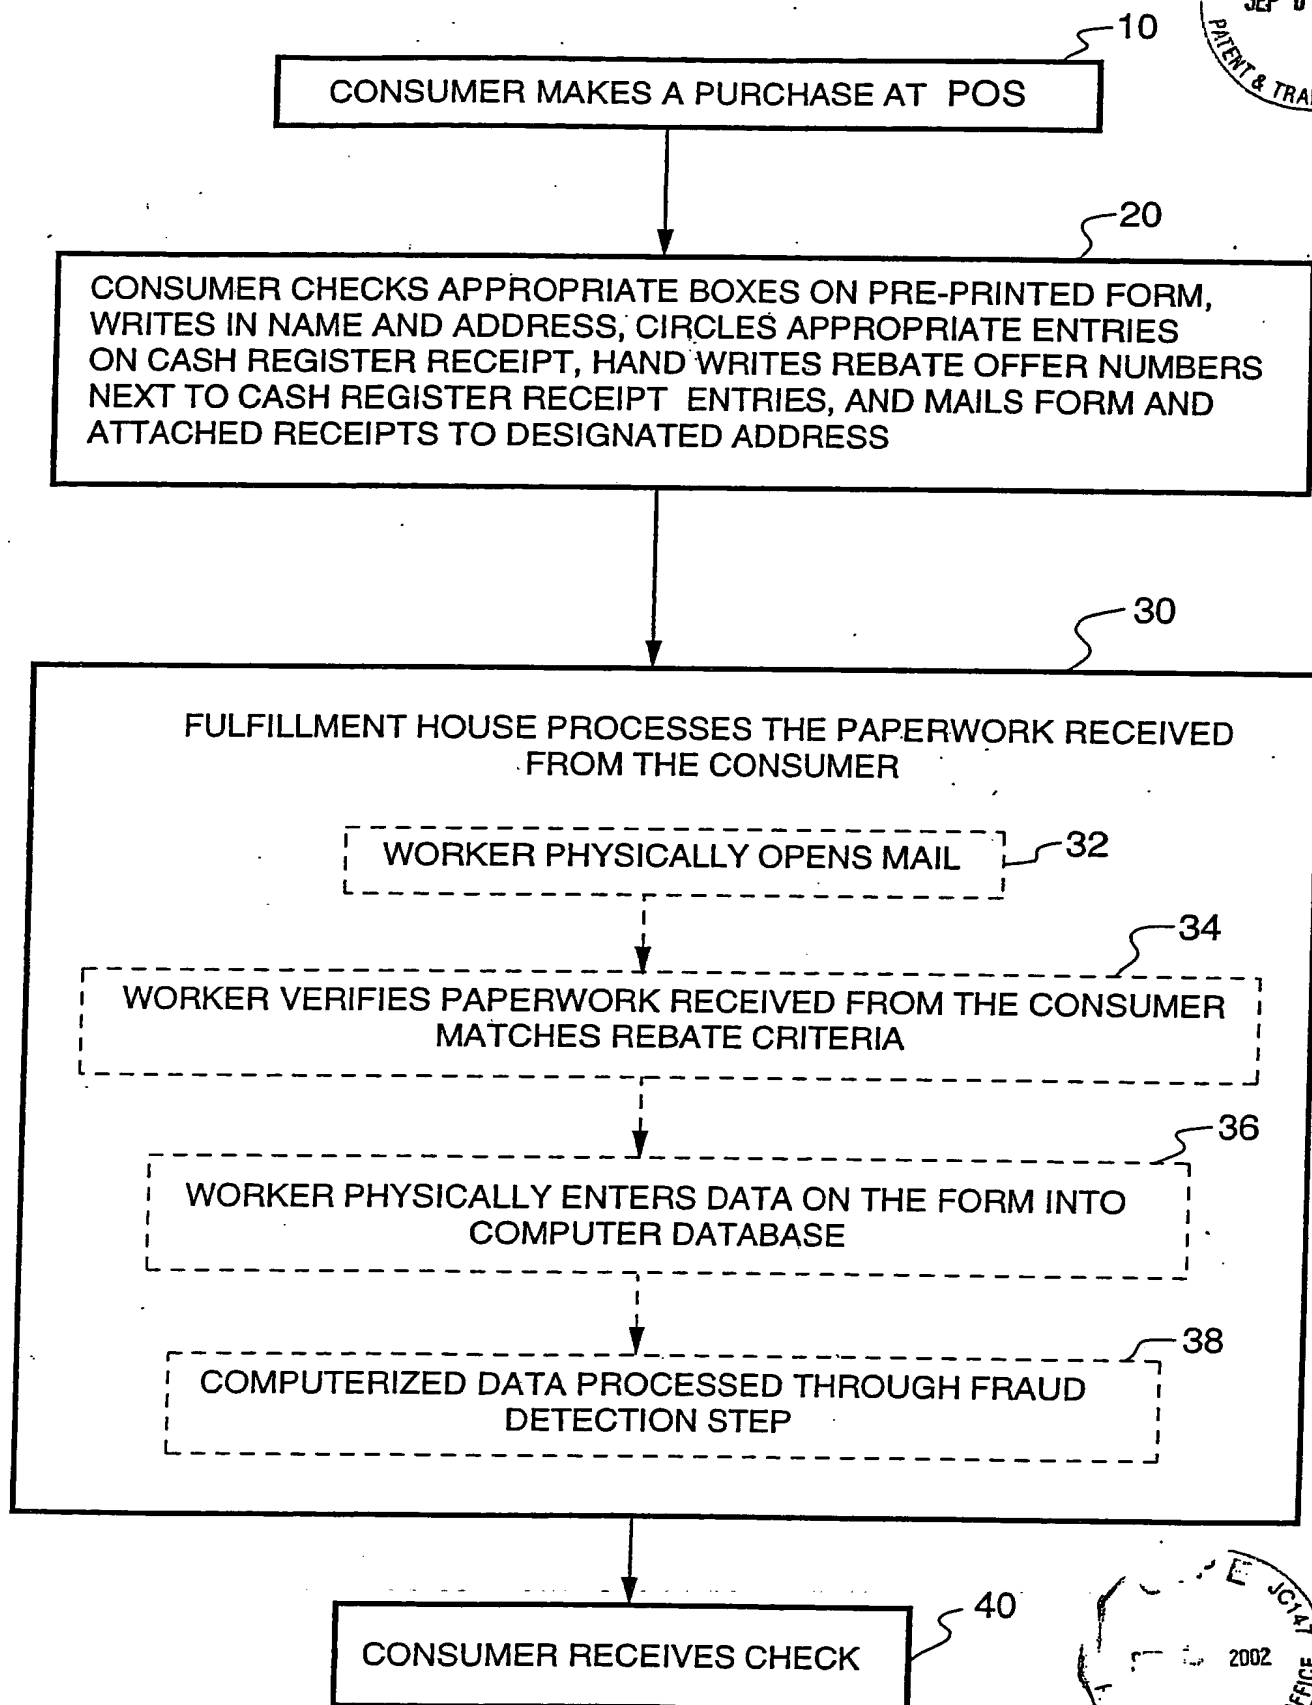 SEP
PATENT & TRA
10
CONSUMER MAKES A PURCHASE AT POS
20
CONSUMER CHECKS APPROPRIATE BOXES ON PRE-PRINTED FORM,
WRITES IN NAME AND ADDRESS, CIRCLES APPROPRIATE ENTRIES
ON CASH REGISTER RECEIPT, HAND WRITES REBATE OFFER NUMBERS
NEXT TO CASH REGISTER RECEIPT ENTRIES, AND MAILS FORM AND
ATTACHED RECEIPTS TO DESIGNATED ADDRESS
30
FULFILLMENT HOUSE PROCESSES THE PAPERWORK RECEIVED
FROM THE CONSUMER
WORKER PHYSICALLY OPENS MAIL
32
34
WORKER VERIFIES PAPERWORK RECEIVED FROM THE CONSUMER
MATCHES REBATE CRITERIA
36
WORKER PHYSICALLY ENTERS DATA ON THE FORM INTO
COMPUTER DATABASE
38
COMPUTERIZED DATA PROCESSED THROUGH FRAUD
DETECTION STEP
40
CONSUMER RECEIVES CHECK
JC147
2002